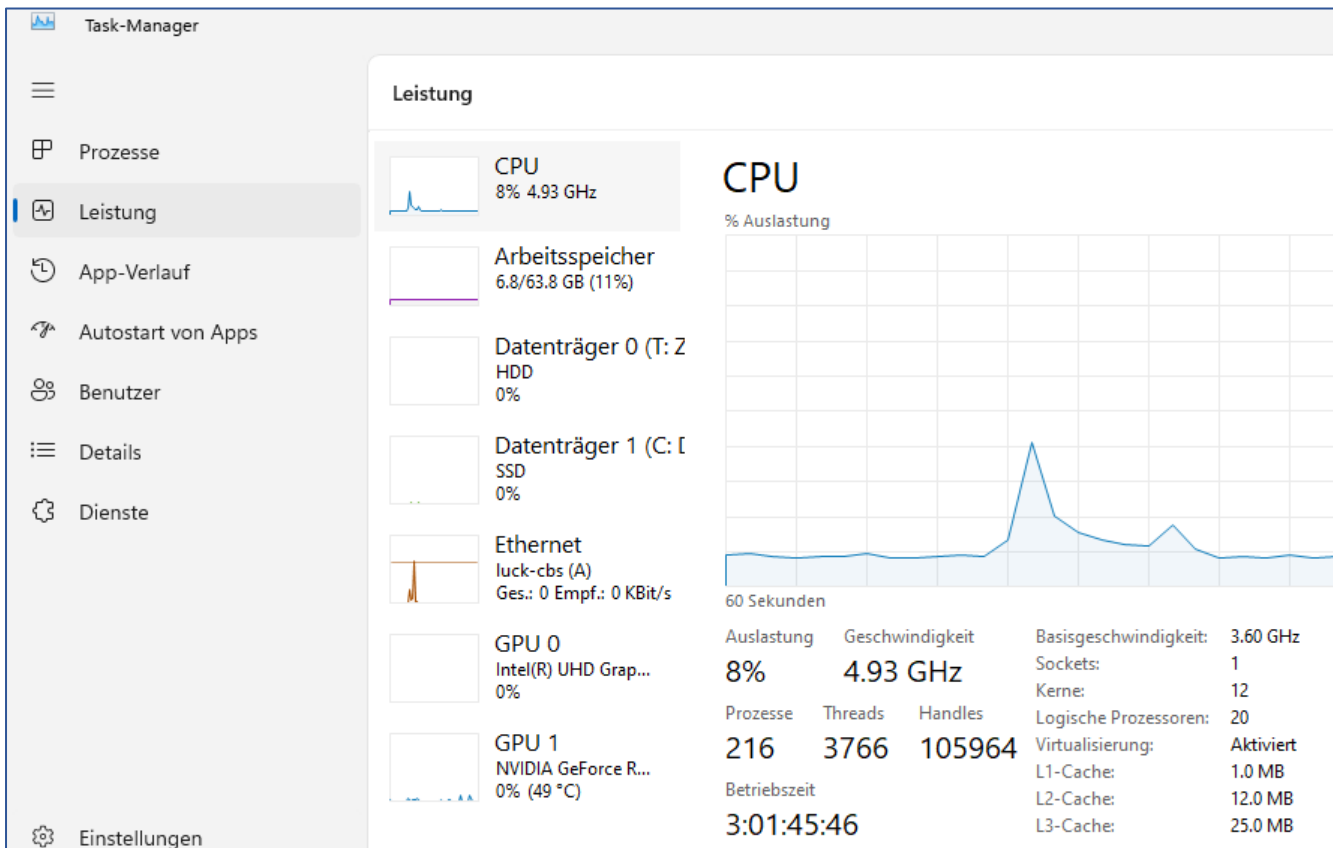 Task-Manager
Prozesse
Leistung
App-Verlauf
Autostart von Apps
Benutzer
Details
Dienste
Einstellungen
Leistung
CPU
8% 4.93 GHz
Arbeitsspeicher
6.8/63.8 GB (11%)
Datenträger 0 (T: Z
HDD
0%
Datenträger 1 (C: D
SSD
0%
Ethernet
luck-cbs (A)
Ges.: 0 Empf.: 0 KBit/s
GPU 0
Intel(R) UHD Grap...
0%
GPU 1
NVIDIA GeForce R...
0% (49 °C)
CPU
% Auslastung
60 Sekunden
Auslastung Geschwindigkeit
8% 4.93 GHz
Prozesse Threads Handles
216 3766 105964
Betriebszeit
3:01:45:46
Basisgeschwindigkeit: 3.60 GHz
Sockets: 1
Kerne: 12
Logische Prozessoren: 20
Virtualisierung: Aktiviert
L1-Cache: 1.0 MB
L2-Cache: 12.0 MB
L3-Cache: 25.0 MB